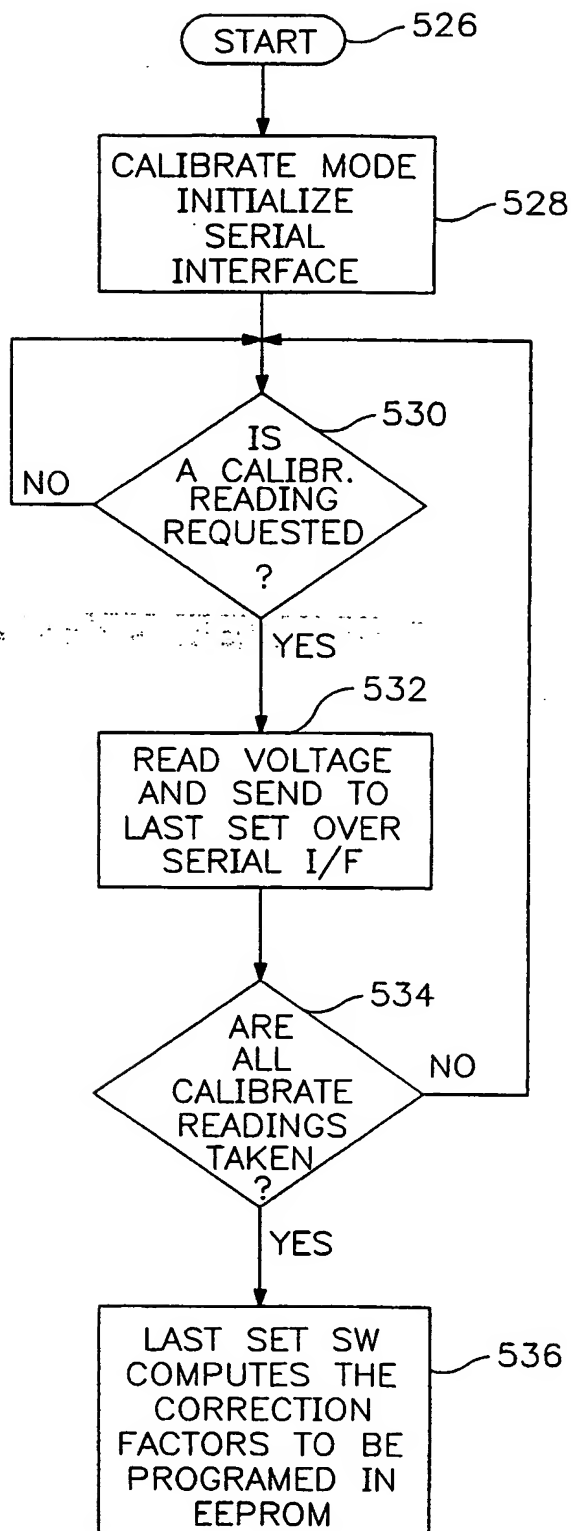 START
526
CALIBRATE MODE
INITIALIZE
SERIAL
INTERFACE
528
530
IS
A CALIBR.
READING
REQUESTED
?
NO
YES
532
READ VOLTAGE
AND SEND TO
LAST SET OVER
SERIAL I/F
534
ARE
ALL
CALIBRATE
READINGS
TAKEN
?
NO
YES
LAST SET SW
COMPUTES THE
CORRECTION
FACTORS TO BE
PROGRAMED IN
EEPROM
536